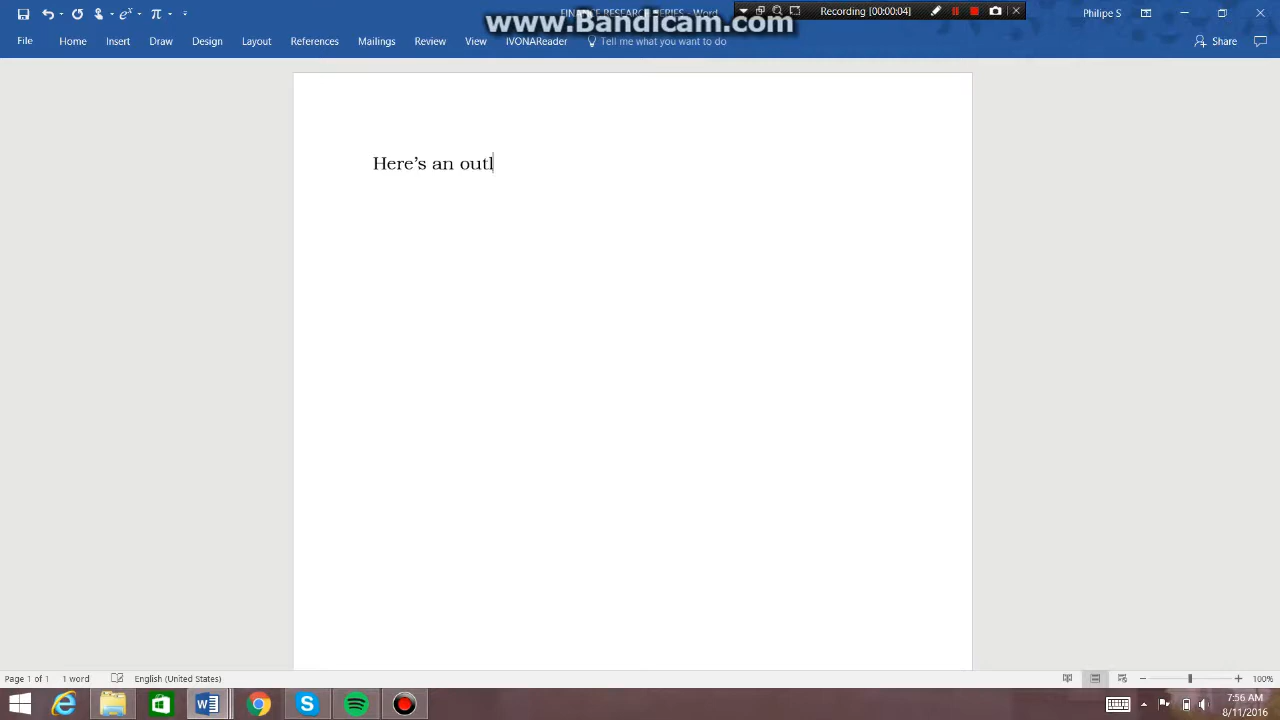 www.Bandicam.com
Recording [00:00:04]
Philipe S
File Home Insert Draw Design Layout References Mailings Review View IVONAReader Tell me what you want to do Share
Here's an outl
Page 1 of 1 1 word English (United States) 100%
7:56 AM
8/11/2016